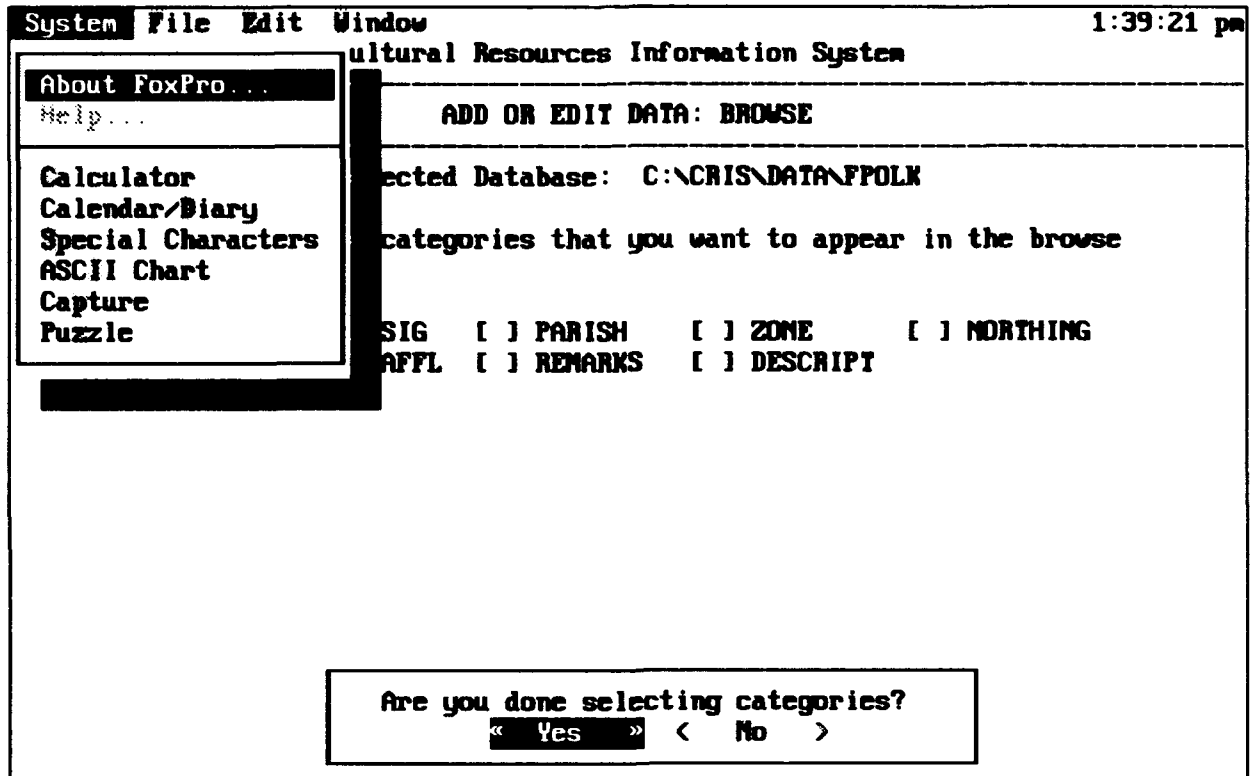 System File Edit Window 1:39:21 pm
ultural Resources Information System
About FoxPro...
Help...
ADD OR EDIT DATA: BROWSE
Calculator
ected Database: C:\CRIS\DATA\FPOLK
Calendar/Diary
Special Characters
categories that you want to appear in the browse
ASCII Chart
Capture
Puzzle
SIG [ ] PARISH [ ] ZONE [ ] NORTHING
AFFL [ ] REMARKS [ ] DESCRIPT
Are you done selecting categories?
« Yes » < No >